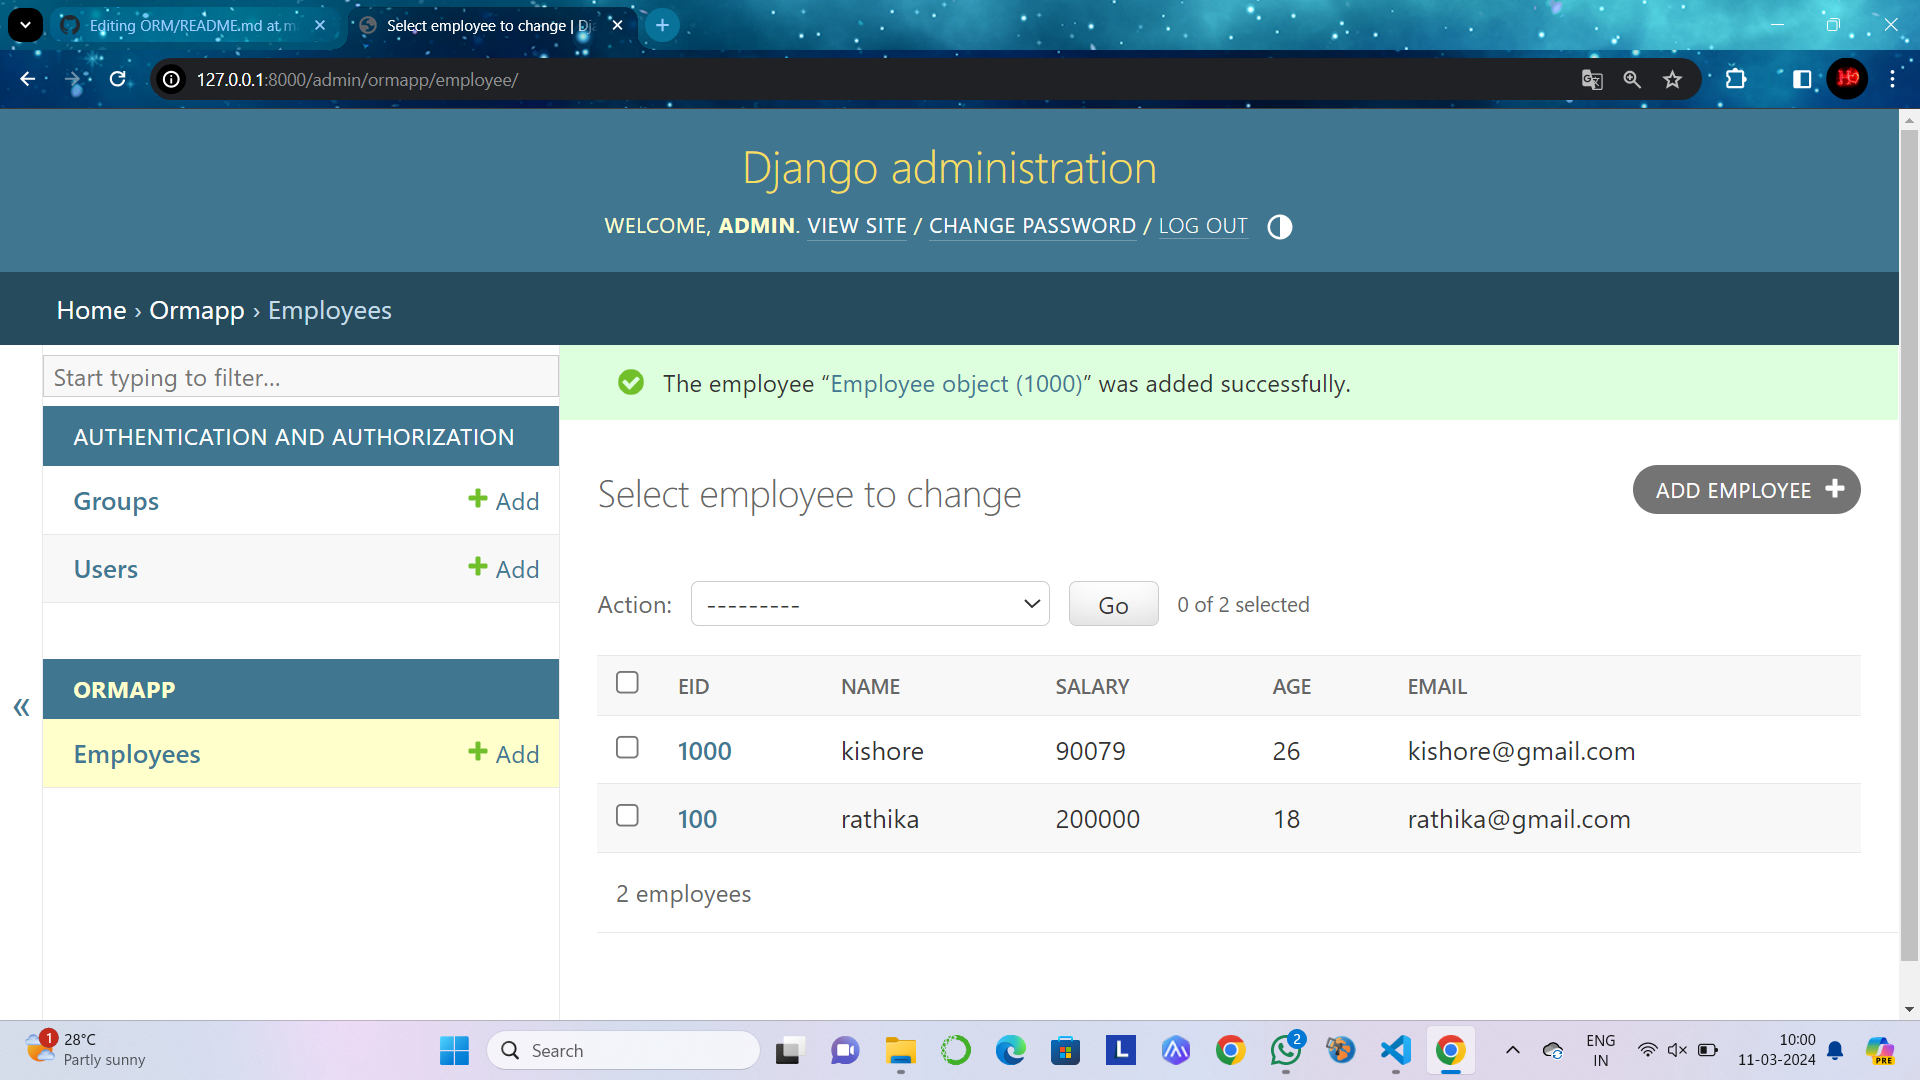 Editing ORM/README.md at m
Select employee to change | Dj
127.0.0.1:8000/admin/ormapp/employee/
Django administration
WELCOME, ADMIN. VIEW SITE / CHANGE PASSWORD / LOG OUT
Home › Ormapp › Employees
Start typing to filter...
The employee “Employee object (1000)” was added successfully.
AUTHENTICATION AND AUTHORIZATION
Groups + Add
Users + Add
ORMAPP
Employees + Add
«
Select employee to change
ADD EMPLOYEE +
Action: --------- Go 0 of 2 selected
EID NAME SALARY AGE EMAIL
1000 kishore 90079 26 kishore@gmail.com
100 rathika 200000 18 rathika@gmail.com
2 employees
1
28°C
Partly sunny
Search
L
2
ENG
IN
10:00
11-03-2024
PRE